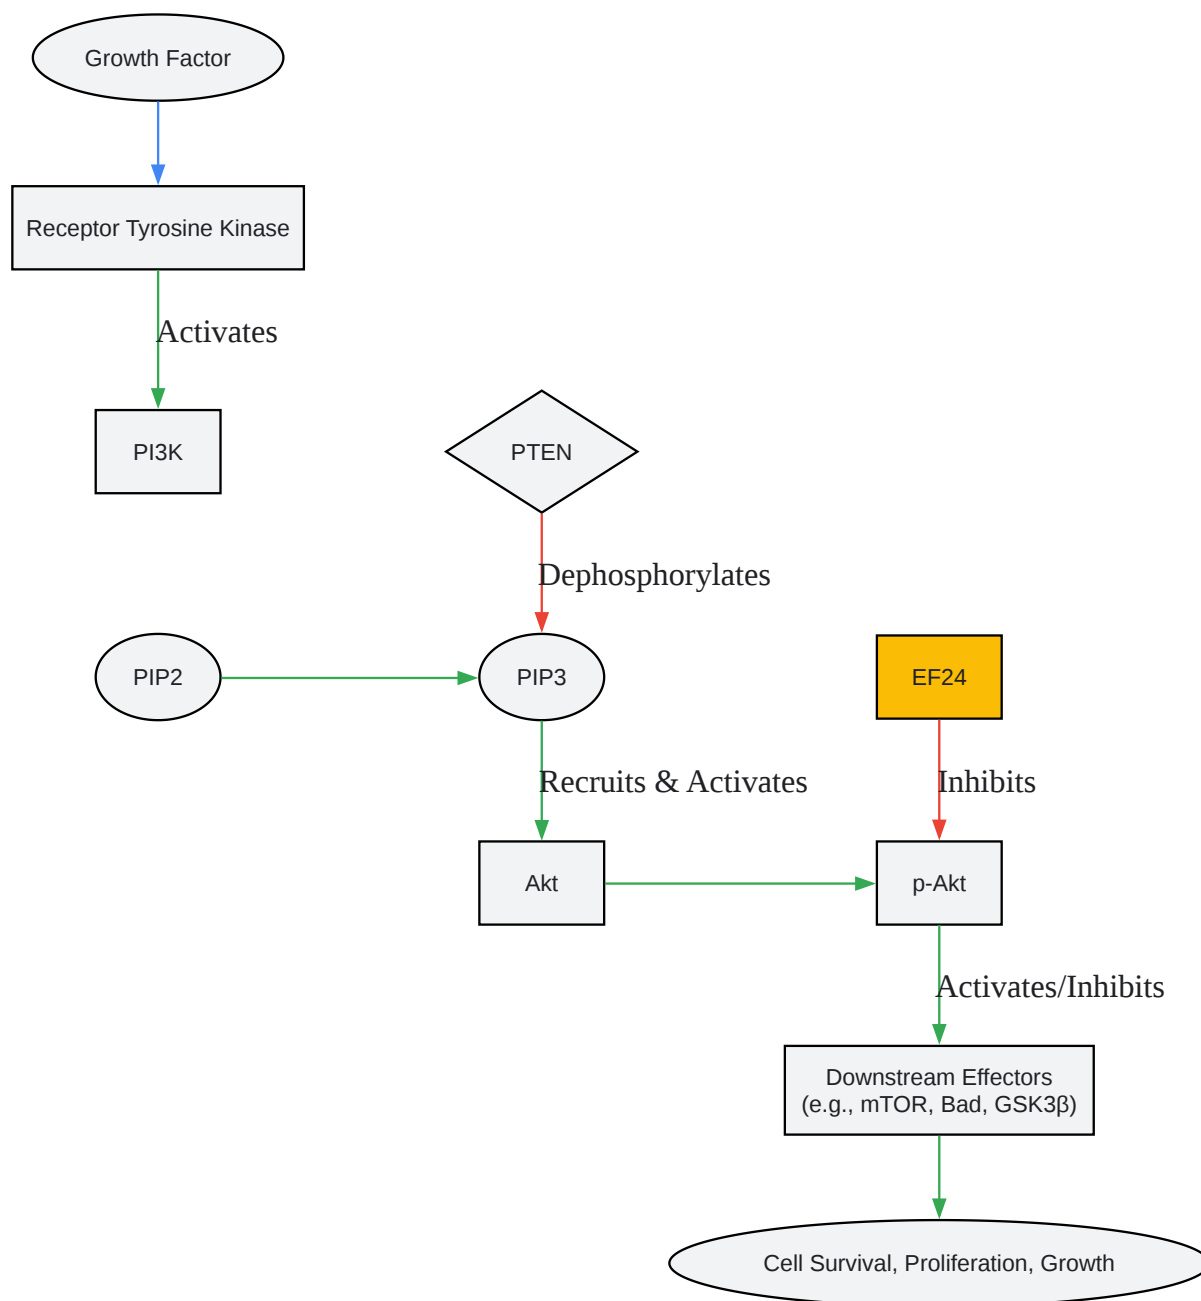 Growth Factor
Receptor Tyrosine Kinase
Activates
PI3K
PTEN
Dephosphorylates
PIP2
PIP3
EF24
Recruits & Activates
Inhibits
Akt
p-Akt
Activates/Inhibits
Downstream Effectors
(e.g., mTOR, Bad, GSK3β)
Cell Survival, Proliferation, Growth